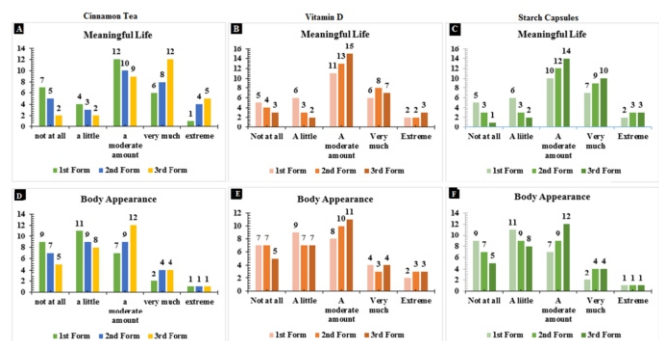 Cinnamon Tea
Vitamin D
Starch Capsules
A
Meaningful Life
14
12
10
8
6
4
2
0
7 5 2
4 3 2
12 10 9
6 8 12
1 4 5
not at all
a little
a moderate amount
very much
extreme
1st Form 2nd Form 3rd Form
B
Meaningful Life
16
14
12
10
8
6
4
2
0
5 4 3
6 3 2
11 13 15
6 8 7
2 2 3
Not at all
A little
A moderate amount
Very much
Extreme
1st Form 2nd Form 3rd Form
C
Meaningful Life
16
14
12
10
8
6
4
2
0
5 3 1
6 3 2
10 12 14
7 9 10
2 3 3
Not at all
A little
A moderate amount
Very much
Extreme
1st Form 2nd Form 3rd Form
D
Body Appearance
14
12
10
8
6
4
2
0
9 7 5
11 9 8
7 9 12
2 4 4
1 1 1
not at all
a little
a moderate amount
very much
extreme
1st Form 2nd Form 3rd Form
E
Body Appearance
12
10
8
6
4
2
0
7 7 5
9 7 7
8 10 11
4 3 4
2 3 3
Not at all
A little
A moderate amount
Very much
Extreme
1st Form 2nd Form 3rd Form
F
Body Appearance
14
12
10
8
6
4
2
0
9 7 5
11 9 8
7 9 12
2 4 4
1 1 1
Not at all
A little
A moderate amount
Very much
Extreme
1st Form 2nd Form 3rd Form